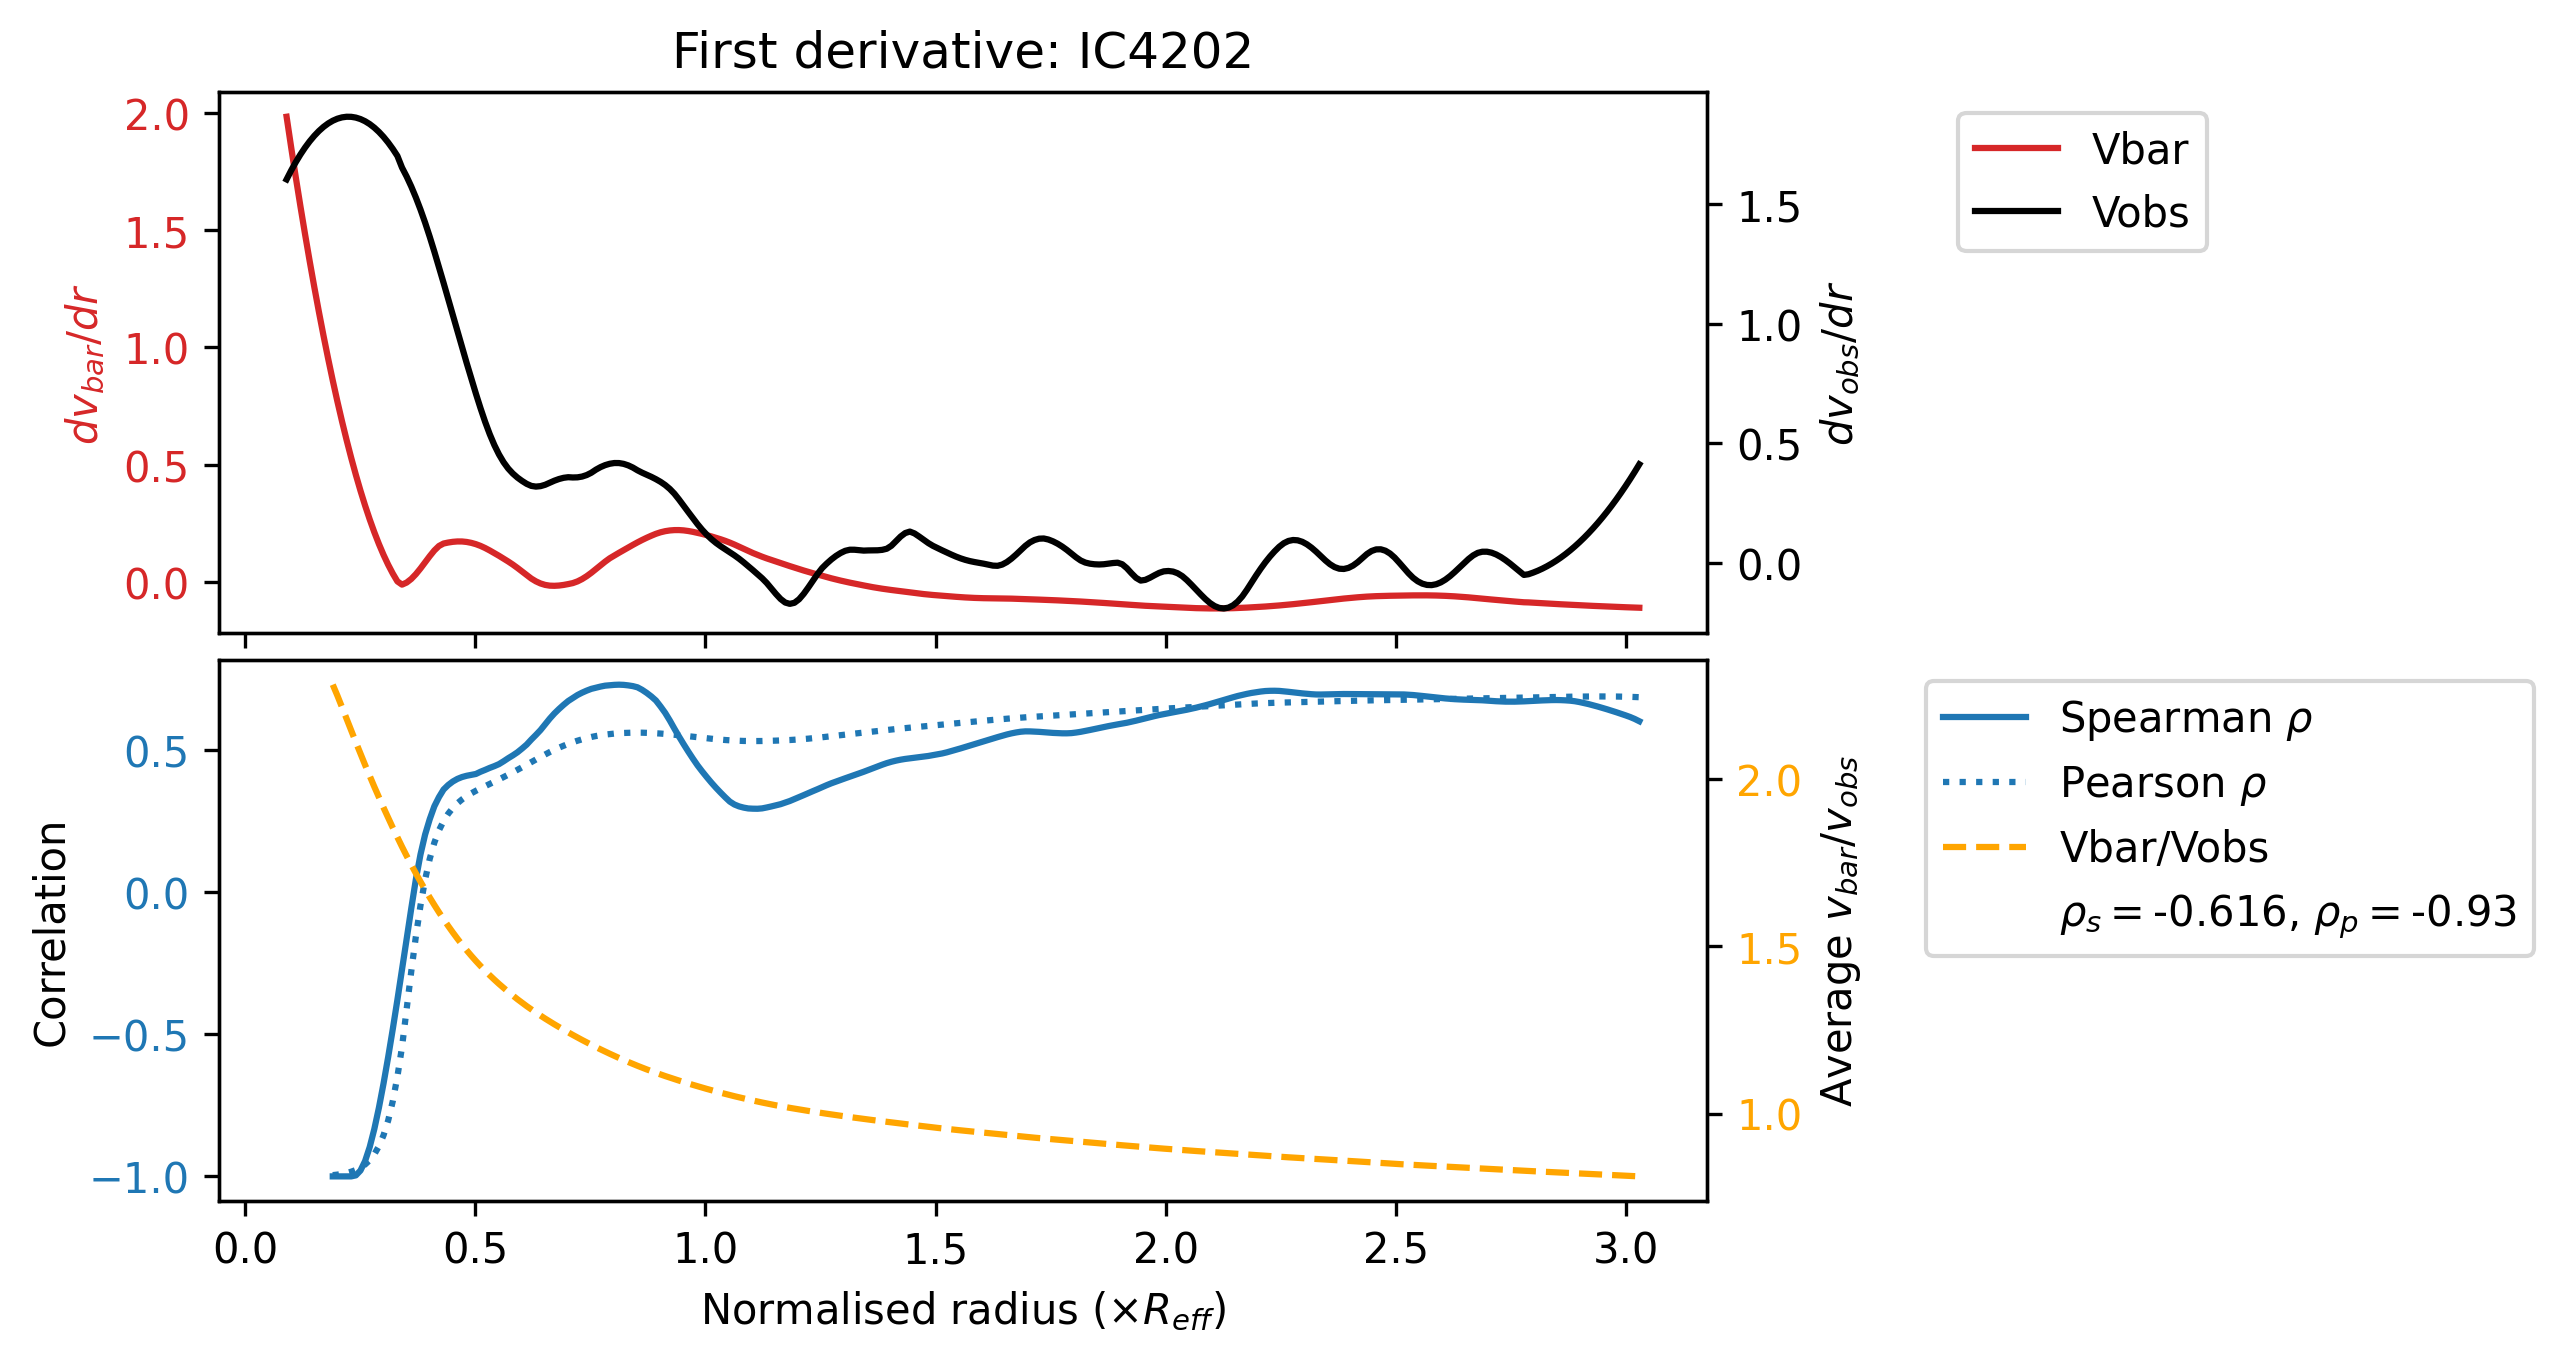 First derivative: IC4202
2.0
1.5
1.0
0.5
0.0
dv_bar/dr
1.5
1.0
0.5
0.0
dv_obs/dr
Vbar
Vobs
0.5
0.0
−0.5
−1.0
Correlation
2.0
1.5
1.0
Average v_bar/v_obs
Spearman ρ
Pearson ρ
Vbar/Vobs
ρ_s = -0.616, ρ_p = -0.93
0.0 0.5 1.0 1.5 2.0 2.5 3.0
Normalised radius (×R_eff)